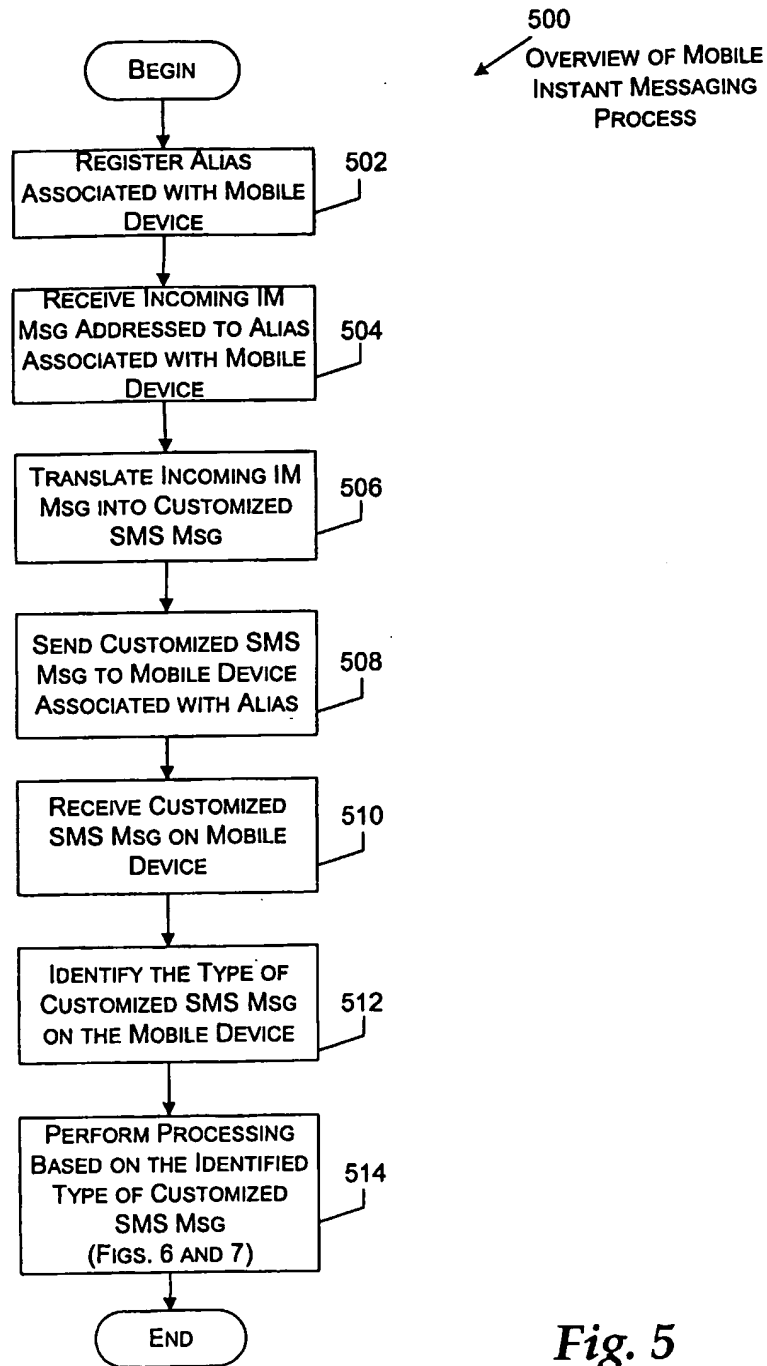 500
OVERVIEW OF MOBILE
INSTANT MESSAGING
PROCESS
BEGIN
REGISTER ALIAS
ASSOCIATED WITH MOBILE
DEVICE
502
RECEIVE INCOMING IM
MSG ADDRESSED TO ALIAS
ASSOCIATED WITH MOBILE
DEVICE
504
TRANSLATE INCOMING IM
MSG INTO CUSTOMIZED
SMS MSG
506
SEND CUSTOMIZED SMS
MSG TO MOBILE DEVICE
ASSOCIATED WITH ALIAS
508
RECEIVE CUSTOMIZED
SMS MSG ON MOBILE
DEVICE
510
IDENTIFY THE TYPE OF
CUSTOMIZED SMS MSG
ON THE MOBILE DEVICE
512
PERFORM PROCESSING
BASED ON THE IDENTIFIED
TYPE OF CUSTOMIZED
SMS MSG
(FIGS. 6 AND 7)
514
END
Fig. 5